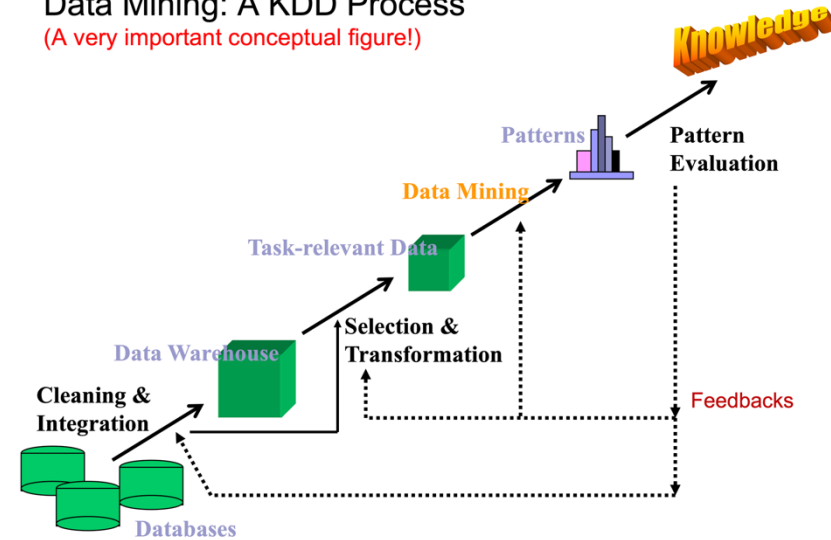 Data Mining: A KDD Process
(A very important conceptual figure!)
Knowledge
Patterns
Pattern
Evaluation
Data Mining
Task-relevant Data
Selection &
Transformation
Data Warehouse
Cleaning &
Integration
Feedbacks
Databases